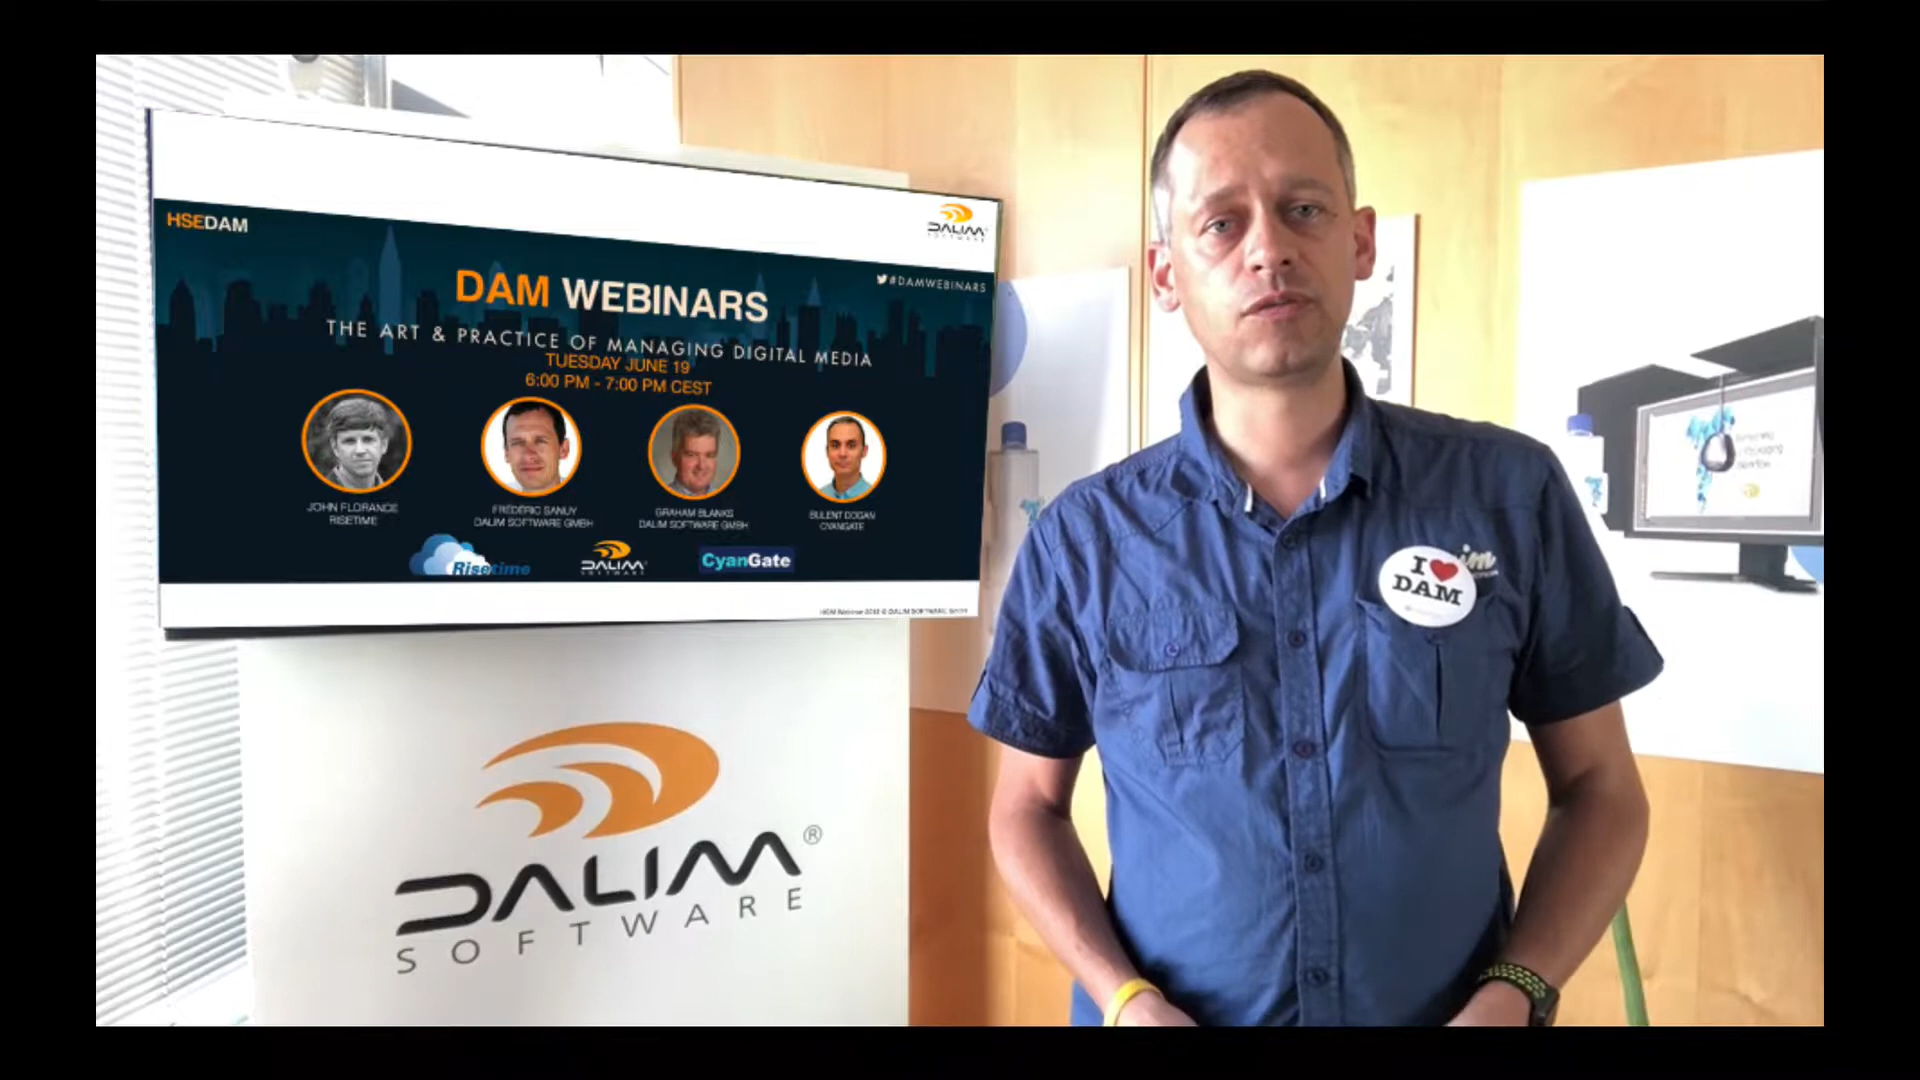 HSEDAM
DALIM
SOFTWARE
#DAMWEBINARS
DAM WEBINARS
THE ART & PRACTICE OF MANAGING DIGITAL MEDIA
TUESDAY JUNE 19
6:00 PM - 7:00 PM CEST
JOHN FLORANCE
RISETIME
FRÉDÉRIC SANUY
DALIM SOFTWARE GMBH
GRAHAM BLANKS
DALIM SOFTWARE GMBH
BULENT DOGAN
CYANGATE
Risetime
DALIM
SOFTWARE
CyanGate
DALIM®
SOFTWARE
I ♥
DAM